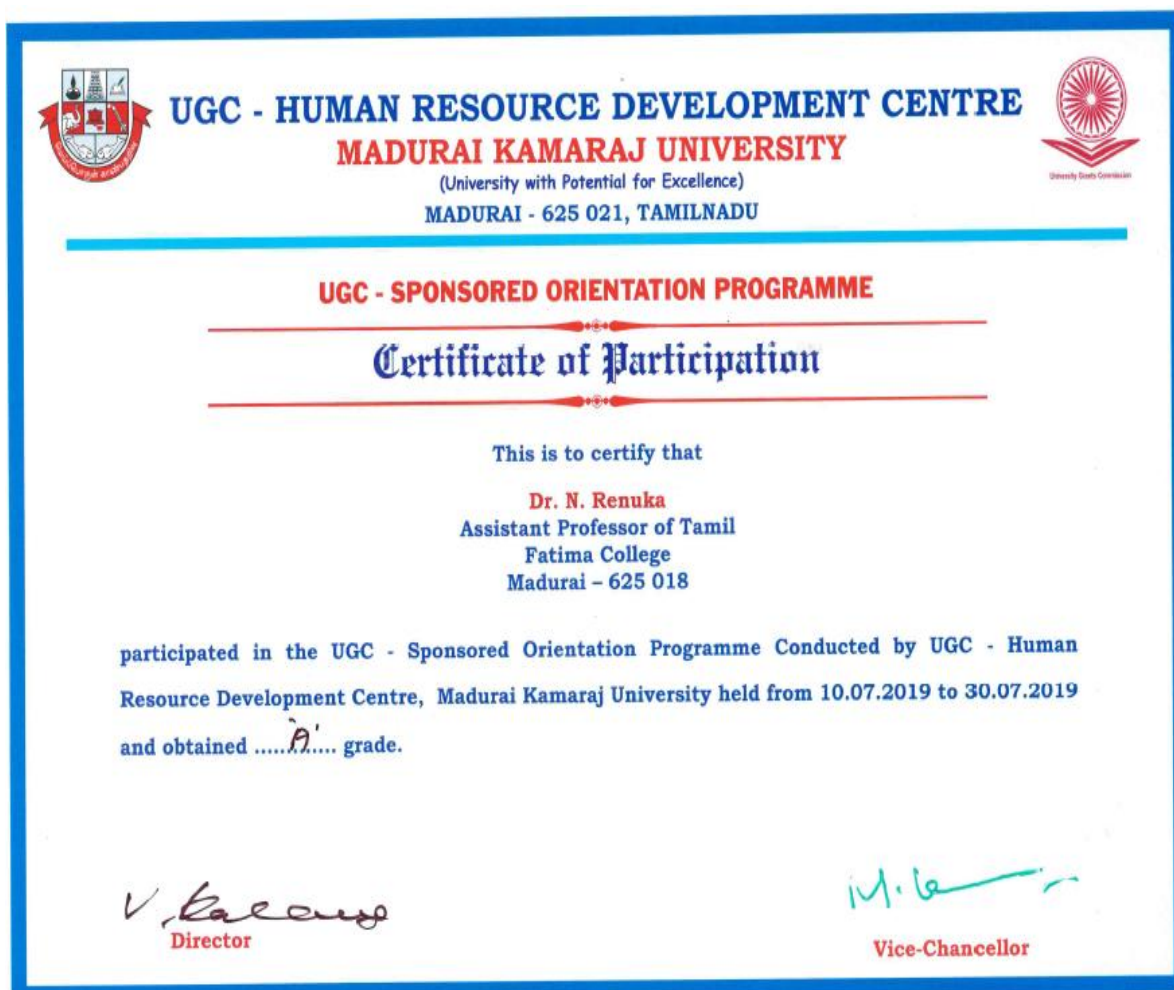 UGC - HUMAN RESOURCE DEVELOPMENT CENTRE
MADURAI KAMARAJ UNIVERSITY
(University with Potential for Excellence)
MADURAI - 625 021, TAMILNADU
University Grants Commission
UGC - SPONSORED ORIENTATION PROGRAMME
Certificate of Participation
This is to certify that
Dr. N. Renuka
Assistant Professor of Tamil
Fatima College
Madurai – 625 018
participated in the UGC - Sponsored Orientation Programme Conducted by UGC - Human
Resource Development Centre, Madurai Kamaraj University held from 10.07.2019 to 30.07.2019
and obtained ......'A'..... grade.
Director
Vice-Chancellor